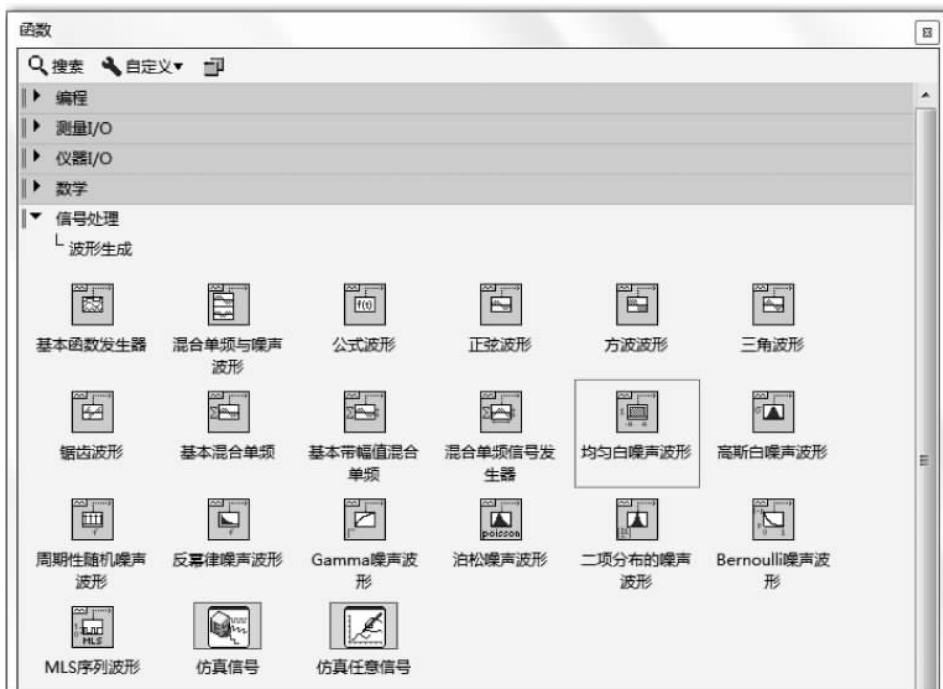 函数
搜索 自定义
编程
测量I/O
仪器I/O
数学
信号处理
波形生成
基本函数发生器 混合单频与噪声波形 公式波形 正弦波形 方波波形 三角波形
锯齿波形 基本混合单频 基本带幅值混合单频 混合单频信号发生器 均匀白噪声波形 高斯白噪声波形
周期性随机噪声波形 反幂律噪声波形 Gamma噪声波形 泊松噪声波形 二项分布的噪声波形 Bernoulli噪声波形
MLS序列波形 仿真信号 仿真任意信号
f(t)
poisson
MLS